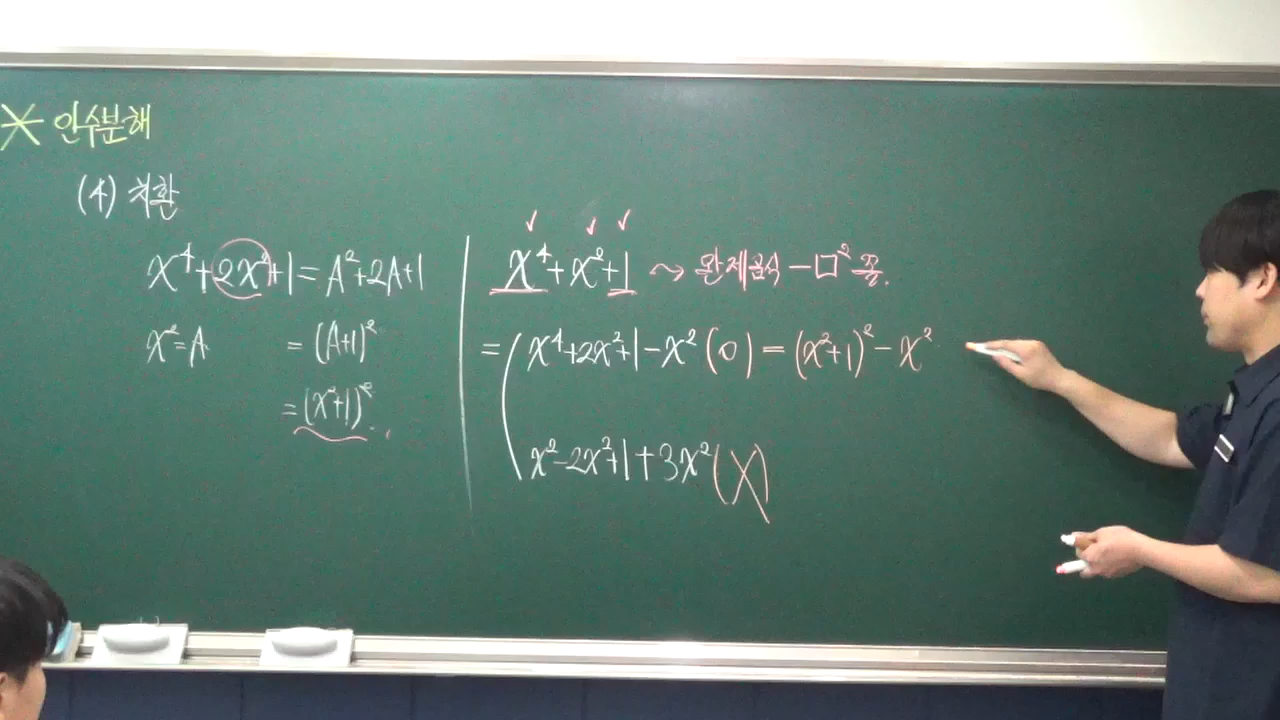 * 인수분해
(4) 치환
x⁴+2x²+1=A²+2A+1
x²=A. =(A+1)²
=(x²+1)².
x⁴+x²+1 ~> 완제곱식 -□² 꼴.
=( x⁴+2x²+1-x² (0) = (x²+1)²-x²
x²-2x²+1+3x² (X)